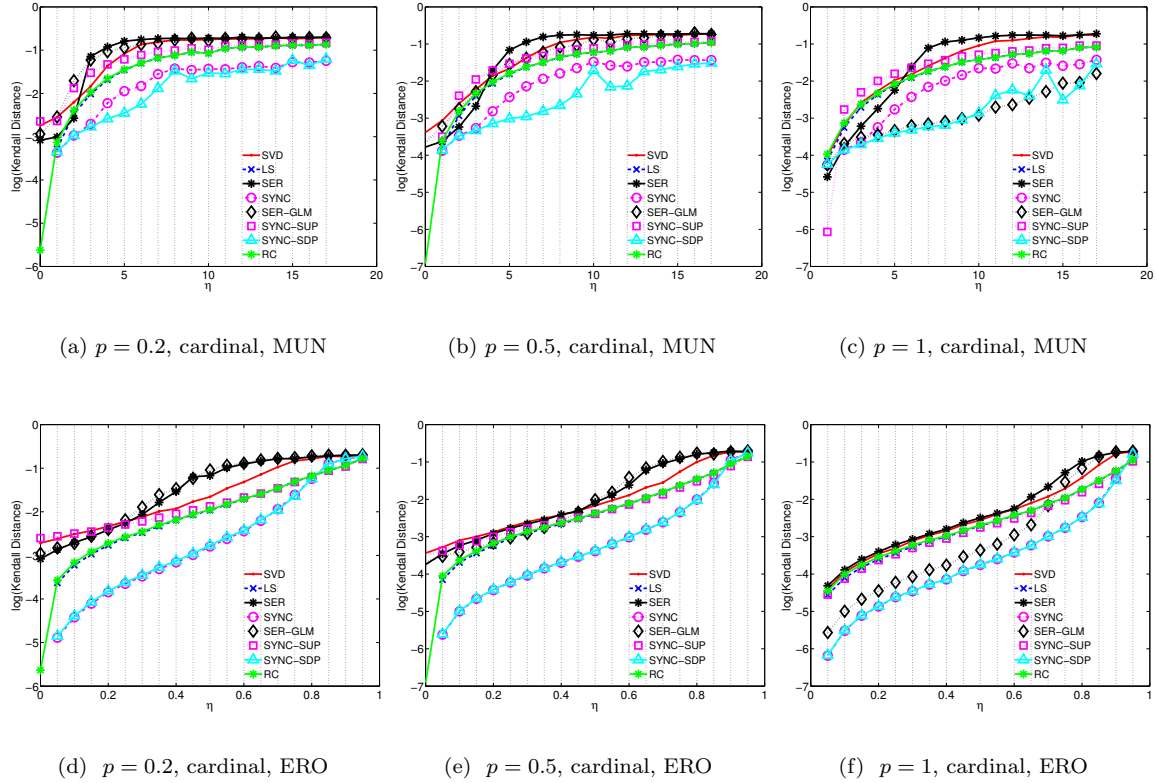 −1
−2
−3
−4
−5
−6
0
5
10
15
20
log(Kendall Distance)
η
SVD
LS
SER
SYNC
SER−GLM
SYNC−SUP
SYNC−SDP
RC
0
−1
−2
−3
−4
−5
−6
−7
0
5
10
15
20
log(Kendall Distance)
η
SVD
LS
SER
SYNC
SER−GLM
SYNC−SUP
SYNC−SDP
RC
0
−1
−2
−3
−4
−5
−6
−7
0
5
10
15
20
log(Kendall Distance)
η
SVD
LS
SER
SYNC
SER−GLM
SYNC−SUP
SYNC−SDP
RC
(a) p = 0.2, cardinal, MUN
(b) p = 0.5, cardinal, MUN
(c) p = 1, cardinal, MUN
0
−1
−2
−3
−4
−5
−6
0
0.2
0.4
0.6
0.8
1
log(Kendall Distance)
η
SVD
LS
SER
SYNC
SER−GLM
SYNC−SUP
SYNC−SDP
RC
0
−1
−2
−3
−4
−5
−6
−7
0
0.2
0.4
0.6
0.8
1
log(Kendall Distance)
η
SVD
LS
SER
SYNC
SER−GLM
SYNC−SUP
SYNC−SDP
RC
0
−1
−2
−3
−4
−5
−6
−7
0
0.2
0.4
0.6
0.8
1
log(Kendall Distance)
η
SVD
LS
SER
SYNC
SER−GLM
SYNC−SUP
SYNC−SDP
RC
(d) p = 0.2, cardinal, ERO
(e) p = 0.5, cardinal, ERO
(f) p = 1, cardinal, ERO